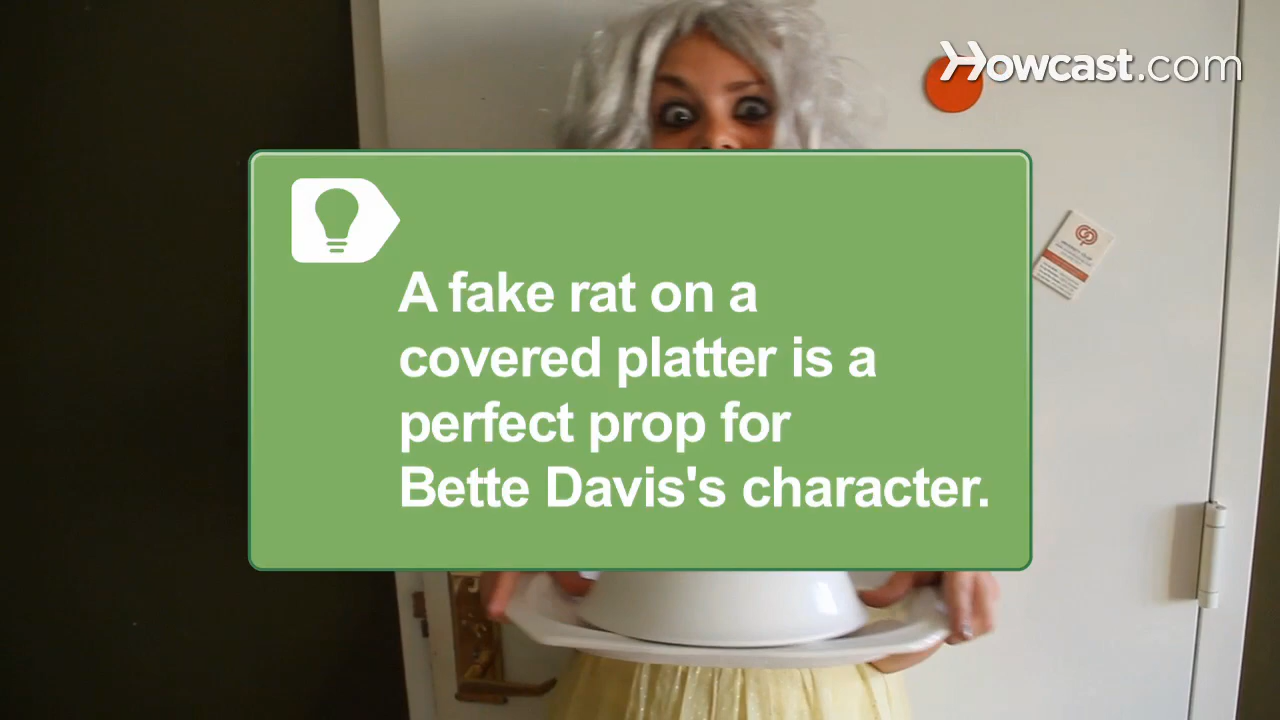 Howcast.com
A fake rat on a
covered platter is a
perfect prop for
Bette Davis's character.